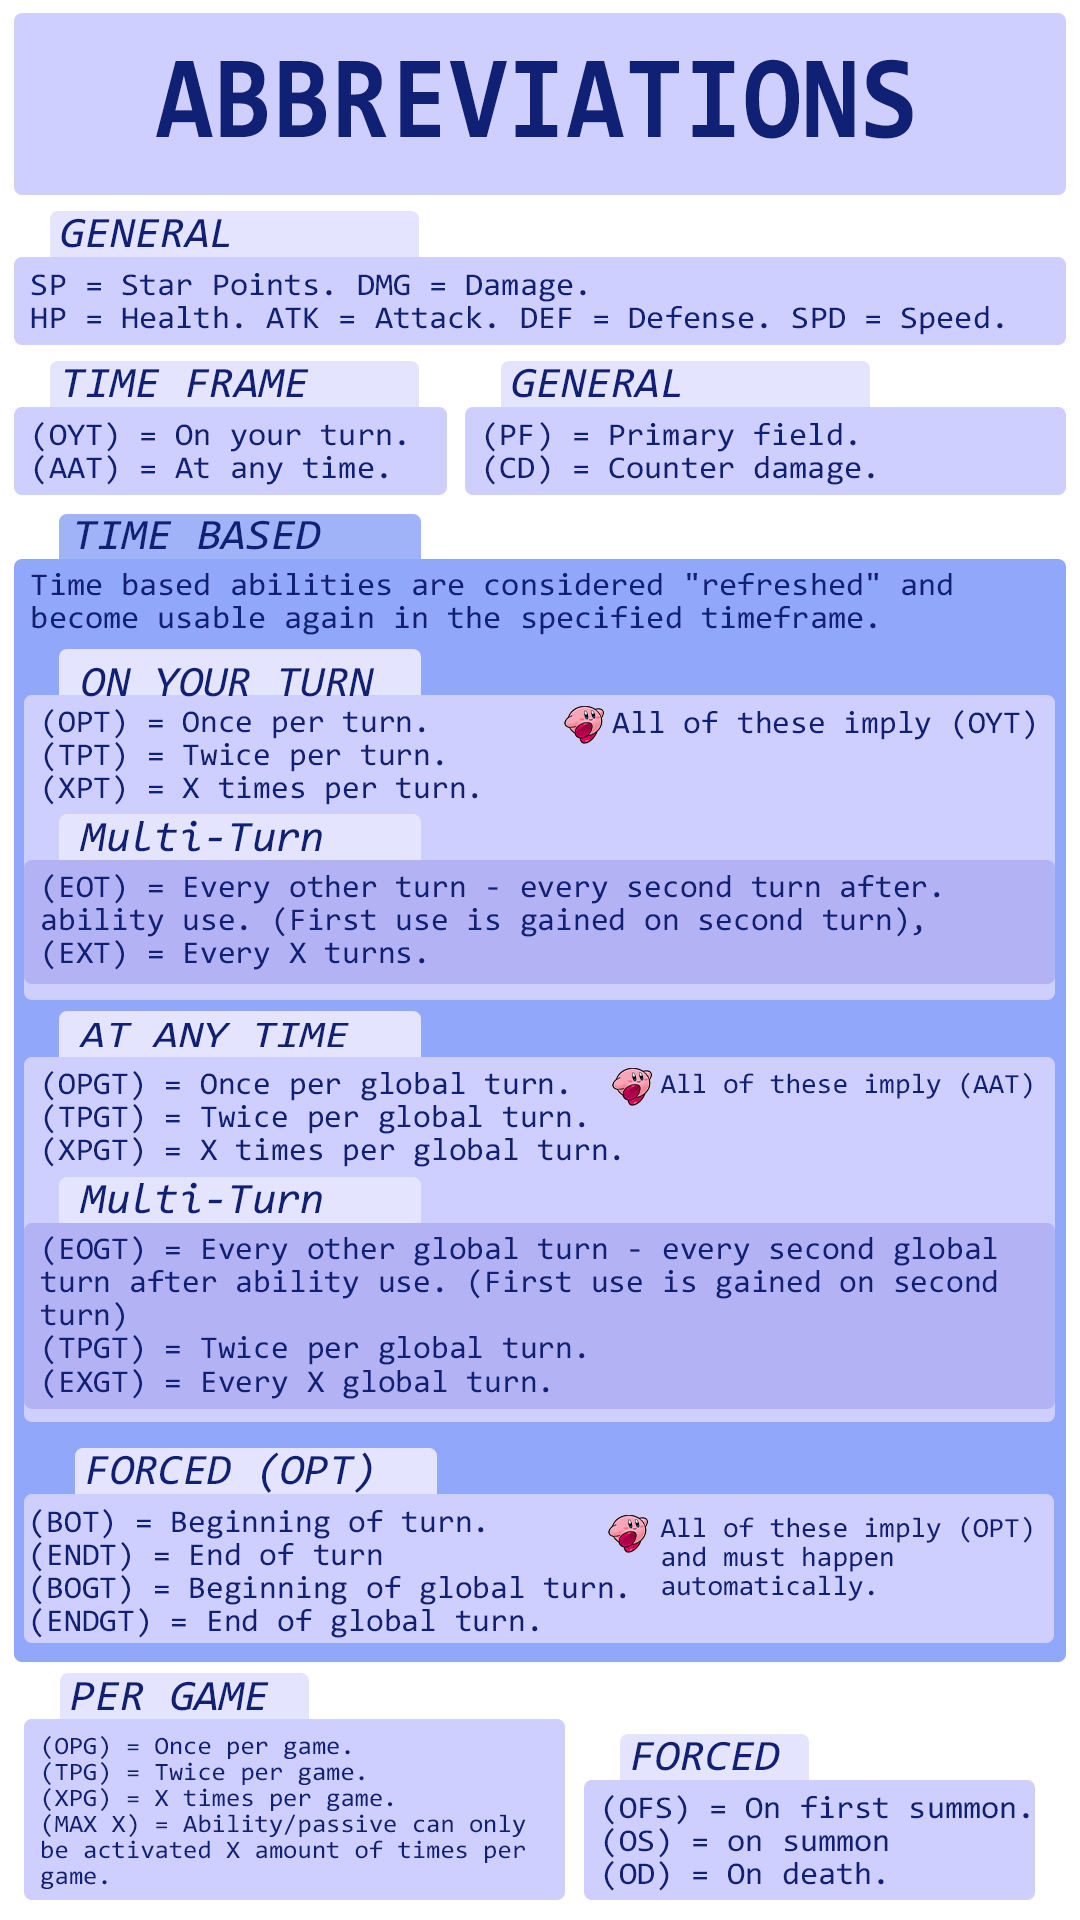 ABBREVIATIONS
GENERAL
SP = Star Points. DMG = Damage.
HP = Health. ATK = Attack. DEF = Defense. SPD = Speed.
TIME FRAME
(OYT) = On your turn.
(AAT) = At any time.
GENERAL
(PF) = Primary field.
(CD) = Counter damage.
TIME BASED
Time based abilities are considered "refreshed" and
become usable again in the specified timeframe.
ON YOUR TURN
(OPT) = Once per turn.
(TPT) = Twice per turn.
(XPT) = X times per turn.
All of these imply (OYT)
Multi-Turn
(EOT) = Every other turn - every second turn after.
ability use. (First use is gained on second turn),
(EXT) = Every X turns.
AT ANY TIME
(OPGT) = Once per global turn.
(TPGT) = Twice per global turn.
(XPGT) = X times per global turn.
All of these imply (AAT)
Multi-Turn
(EOGT) = Every other global turn - every second global
turn after ability use. (First use is gained on second
turn)
(TPGT) = Twice per global turn.
(EXGT) = Every X global turn.
FORCED (OPT)
(BOT) = Beginning of turn.
(ENDT) = End of turn
(BOGT) = Beginning of global turn.
(ENDGT) = End of global turn.
All of these imply (OPT)
and must happen
automatically.
PER GAME
(OPG) = Once per game.
(TPG) = Twice per game.
(XPG) = X times per game.
(MAX X) = Ability/passive can only
be activated X amount of times per
game.
FORCED
(OFS) = On first summon.
(OS) = on summon
(OD) = On death.